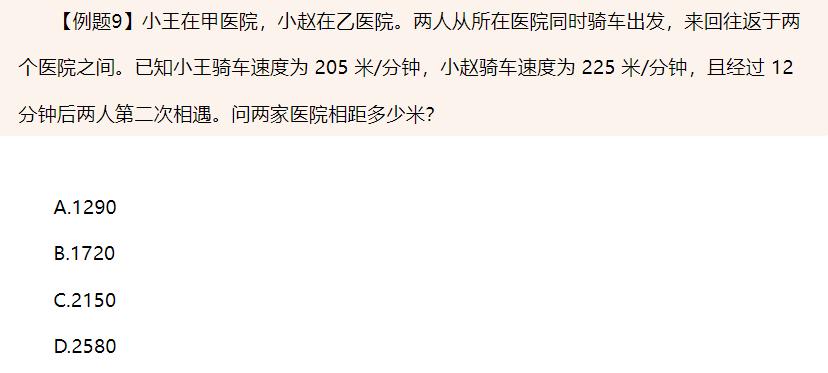 【例题9】小王在甲医院，小赵在乙医院。两人从所在医院同时骑车出发，来回往返于两
个医院之间。已知小王骑车速度为 205 米/分钟，小赵骑车速度为 225 米/分钟，且经过 12
分钟后两人第二次相遇。问两家医院相距多少米？
A.1290
B.1720
C.2150
D.2580